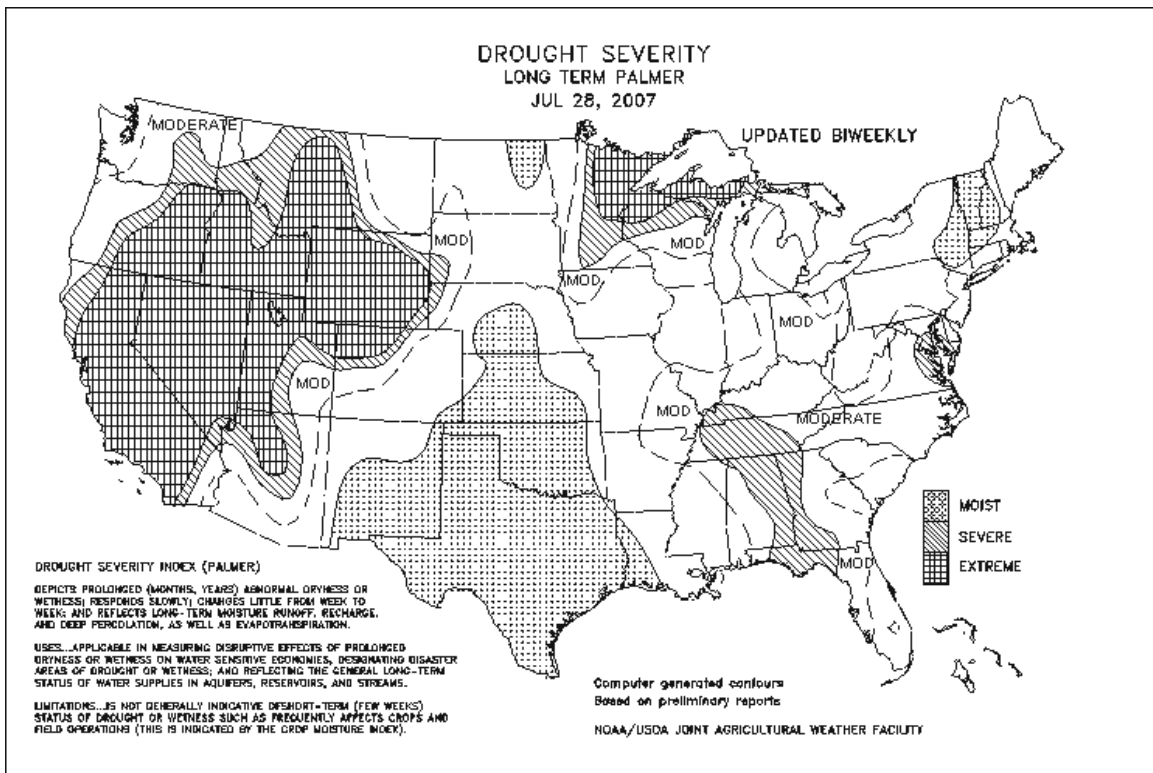 DROUGHT SEVERITY
LONG TERM PALMER
JUL 28, 2007
UPDATED BIWEEKLY
MODERATE
MOD
MOD
MOD
MOD
MOD
MOD
MODERATE
MOD
MOIST
SEVERE
EXTREME
DROUGHT SEVERITY INDEX (PALMER)
DEPICTS PROLONGED (MONTHS, YEARS) ABNORMAL DRYNESS OR
WETNESS; RESPONDS SLOWLY; CHANGES LITTLE FROM WEEK TO
WEEK; AND REFLECTS LONG-TERM MOISTURE RUNOFF, RECHARGE,
AND DEEP PERCOLATION, AS WELL AS EVAPOTRANSPIRATION.
USES...APPLICABLE IN MEASURING DISRUPTIVE EFFECTS OF PROLONGED
DRYNESS OR WETNESS ON WATER SENSITIVE ECONOMIES, DESIGNATING DISASTER
AREAS OF DROUGHT OR WETNESS; AND REFLECTING THE GENERAL LONG-TERM
STATUS OF WATER SUPPLIES IN AQUIFERS, RESERVOIRS, AND STREAMS.
LIMITATIONS...IS NOT GENERALLY INDICATIVE OFSHORT-TERM (FEW WEEKS)
STATUS OF DROUGHT OR WETNESS SUCH AS FREQUENTLY AFFECTS CROPS AND
FIELD OPERATIONS (THIS IS INDICATED BY THE CROP MOISTURE INDEX).
Computer generated contours
Based on preliminary reports
NOAA/USDA JOINT AGRICULTURAL WEATHER FACILITY